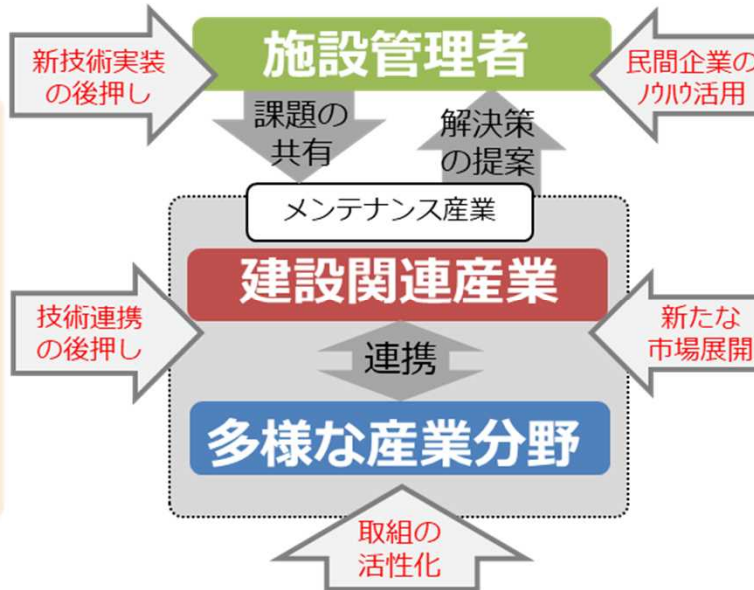 施設管理者
新技術実装
の後押し
民間企業の
ﾉｳﾊｳ活用
課題の
共有
解決策
の提案
メンテナンス産業
建設関連産業
技術連携
の後押し
新たな
市場展開
連携
多様な産業分野
取組の
活性化